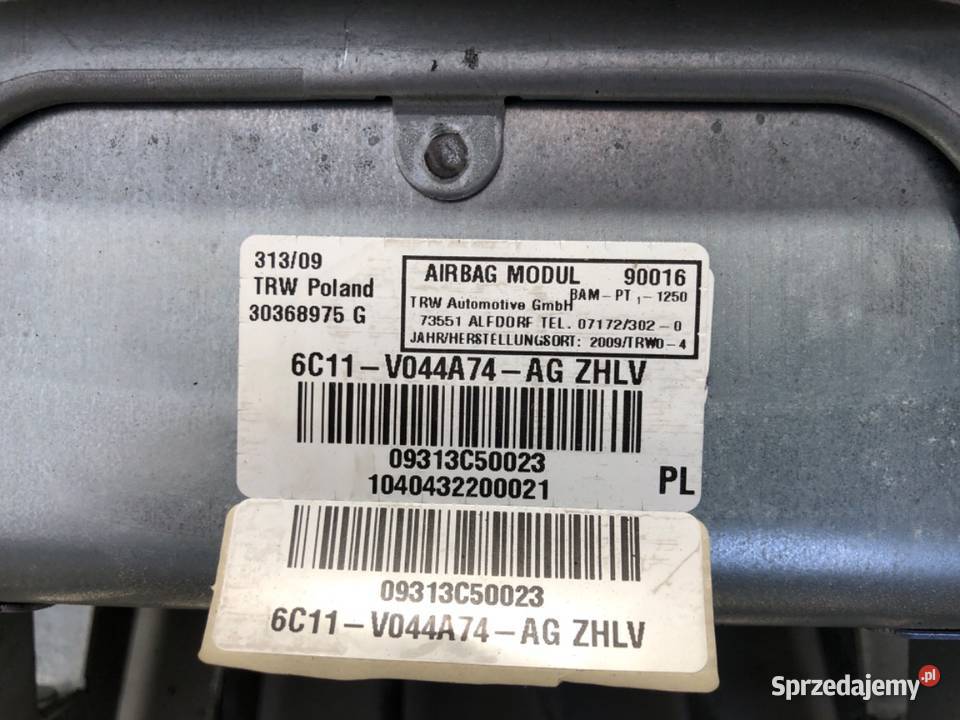 313/09
TRW Poland
30368975 G
AIRBAG MODUL 90016
BAM-PT 1-1250
TRW Automotive GmbH
73551 ALFDORF TEL. 07172/302-0
JAHR/HERSTELLUNGSORT: 2009/TRWO-4
6C11-V044A74-AG ZHLV
09313C50023
1040432200021
PL
09313C50023
6C11-V044A74-AG ZHLV
Sprzedajemy.pl